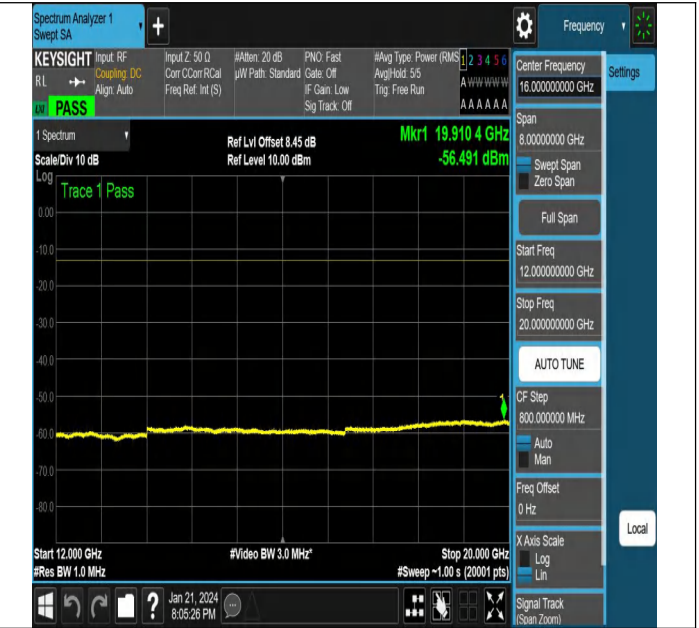 Spectrum Analyzer 1
Swept SA
+
Frequency
KEYSIGHT
RL
LXI
PASS
Input: RF
Coupling: DC
Align: Auto
Input Z: 50 Ω
Corr CCorr RCal
Freq Ref: Int (S)
#Atten: 20 dB
µW Path: Standard
PNO: Fast
Gate: Off
IF Gain: Low
Sig Track: Off
#Avg Type: Power (RMS
Avg|Hold: 5/5
Trig: Free Run
1 2 3 4 5 6
A W W W W W
A A A A A A
1 Spectrum
Scale/Div 10 dB
Log
Ref Lvl Offset 8.45 dB
Ref Level 10.00 dBm
Mkr1 19.910 4 GHz
-56.491 dBm
Trace 1 Pass
0.00
-10.0
-20.0
-30.0
-40.0
-50.0
-60.0
-70.0
-80.0
1
Start 12.000 GHz
#Res BW 1.0 MHz
#Video BW 3.0 MHz*
Stop 20.000 GHz
#Sweep ~1.00 s (20001 pts)
?
Jan 21, 2024
8:05:26 PM
Center Frequency
16.000000000 GHz
Settings
Span
8.00000000 GHz
Swept Span
Zero Span
Full Span
Start Freq
12.000000000 GHz
Stop Freq
20.000000000 GHz
AUTO TUNE
CF Step
800.000000 MHz
Auto
Man
Freq Offset
0 Hz
X Axis Scale
Log
Lin
Local
Signal Track
(Span Zoom)